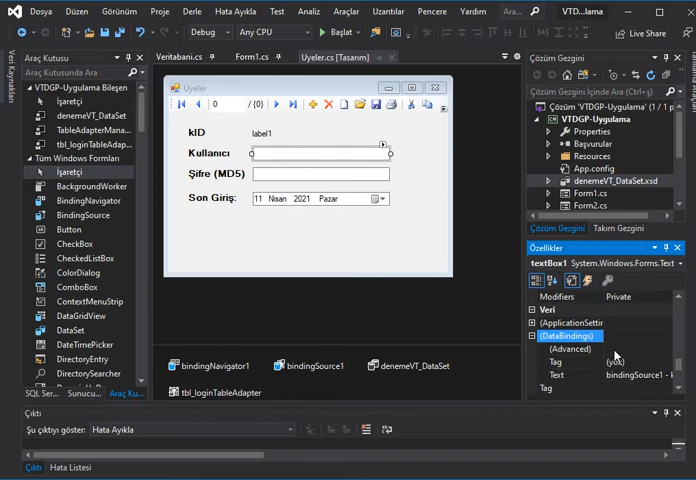 Dosya Düzen Görünüm Proje Derle Hata Ayıkla Test Analiz Araçlar Uzantılar Pencere Yardım Ara... VTD...lama
Debug Any CPU Başlat Live Share
Veri Kaynakları
Araç Kutusu
Araç Kutusunda Ara
VTDGP-Uygulama Bileşen
İşaretçi
denemeVT_DataSet
TableAdapterMana...
tbl_loginTableAdap...
Tüm Windows Formları
İşaretçi
BackgroundWorker
BindingNavigator
BindingSource
Button
CheckBox
CheckedListBox
ColorDialog
ComboBox
ContextMenuStrip
DataGridView
DataSet
DateTimePicker
DirectoryEntry
DirectorySearcher
SQL Ser... Sunucu... Araç Ku...
Veritabani.cs Form1.cs Uyeler.cs [Tasarım]
Uyeler
0 / {0}
kID label1
Kullanıcı
Şifre (MD5)
Son Giriş: 11 Nisan 2021 Pazar
bindingNavigator1 bindingSource1 denemeVT_DataSet
tbl_loginTableAdapter
Çözüm Gezgini
Çözüm Gezgini İçinde Ara
Çözüm 'VTDGP-Uygulama' (1 / 1 p
VTDGP-Uygulama
Properties
Başvurular
Resources
App.config
denemeVT_DataSet.xsd
Form1.cs
Form2.cs
Çözüm Gezgini Takım Gezgini
Özellikler
textBox1 System.Windows.Forms.Text
Modifiers Private
Veri
(ApplicationSettir
(DataBindings)
(Advanced)
Tag (yok)
Text bindingSource1 - k
Tag
Çıktı
Şu çıktıyı göster: Hata Ayıkla
Çıktı Hata Listesi